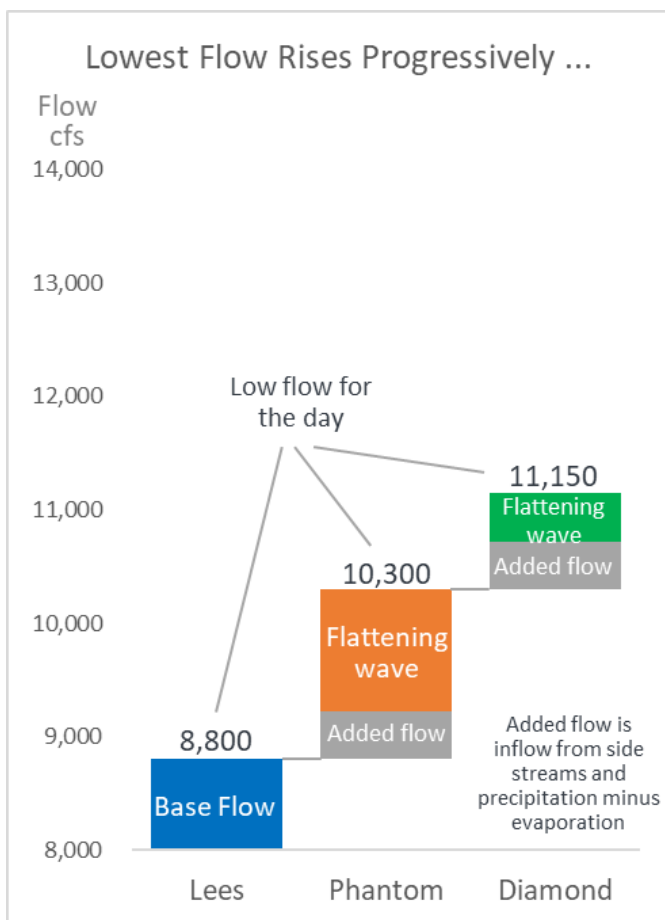 Lowest Flow Rises Progressively ...
Flow
cfs
14,000
13,000
12,000
Low flow for
the day
11,150
11,000
Flattening
wave
Added flow
10,300
10,000
Flattening
wave
9,000
8,800
Added flow
Base Flow
Added flow is
inflow from side
streams and
precipitation minus
evaporation
8,000
Lees
Phantom
Diamond